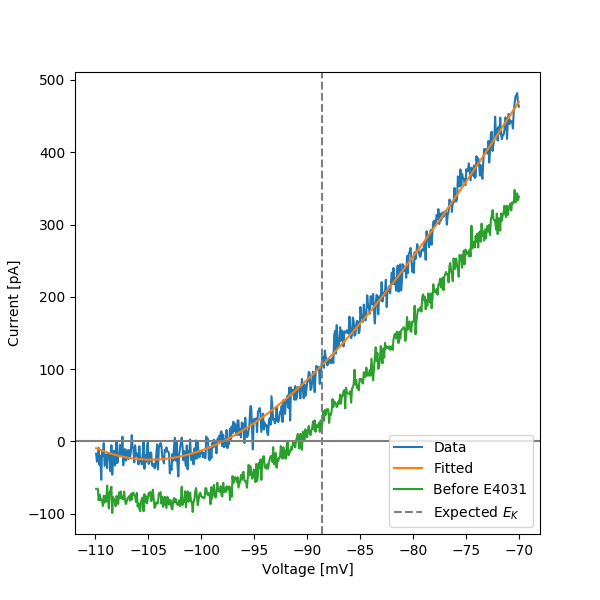 500
400
300
200
100
0
−100
Current [pA]
Data
Fitted
Before E4031
Expected E_K
−110 −105 −100 −95 −90 −85 −80 −75 −70
Voltage [mV]